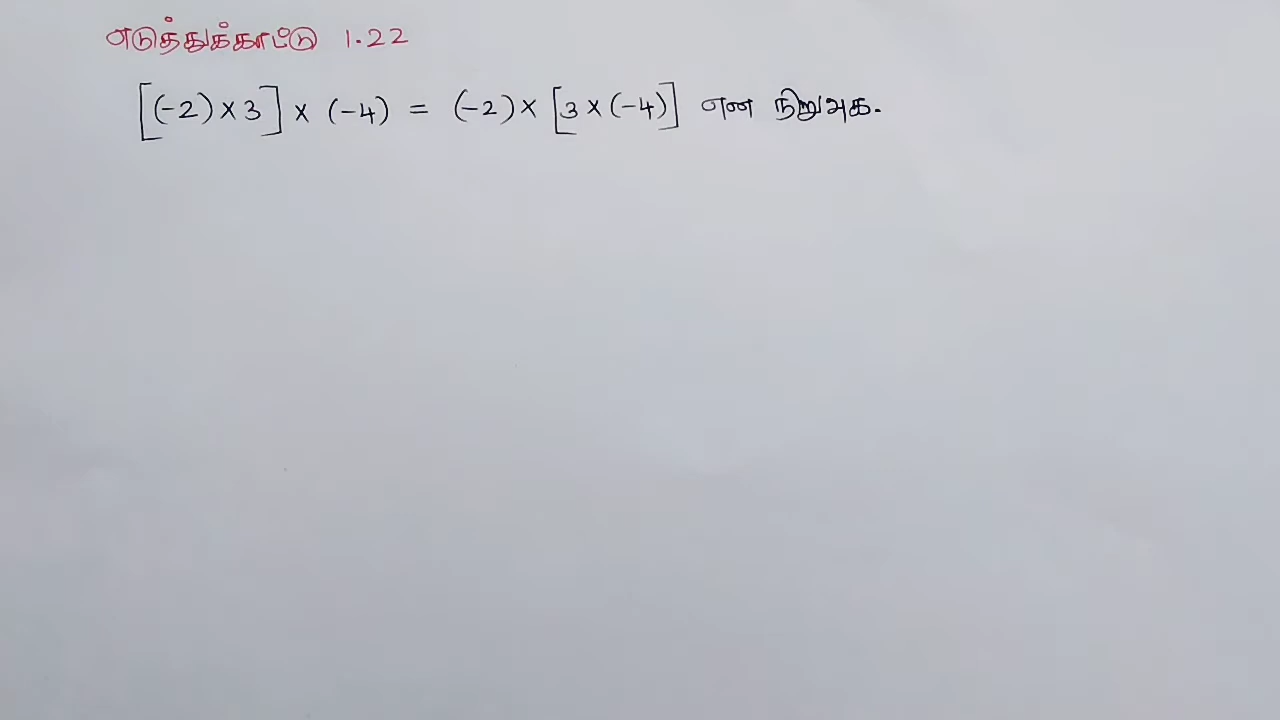 எடுத்துக்காட்டு 1.22
[(-2) × 3] × (-4) = (-2) × [3 × (-4)] என நிறுவுக.